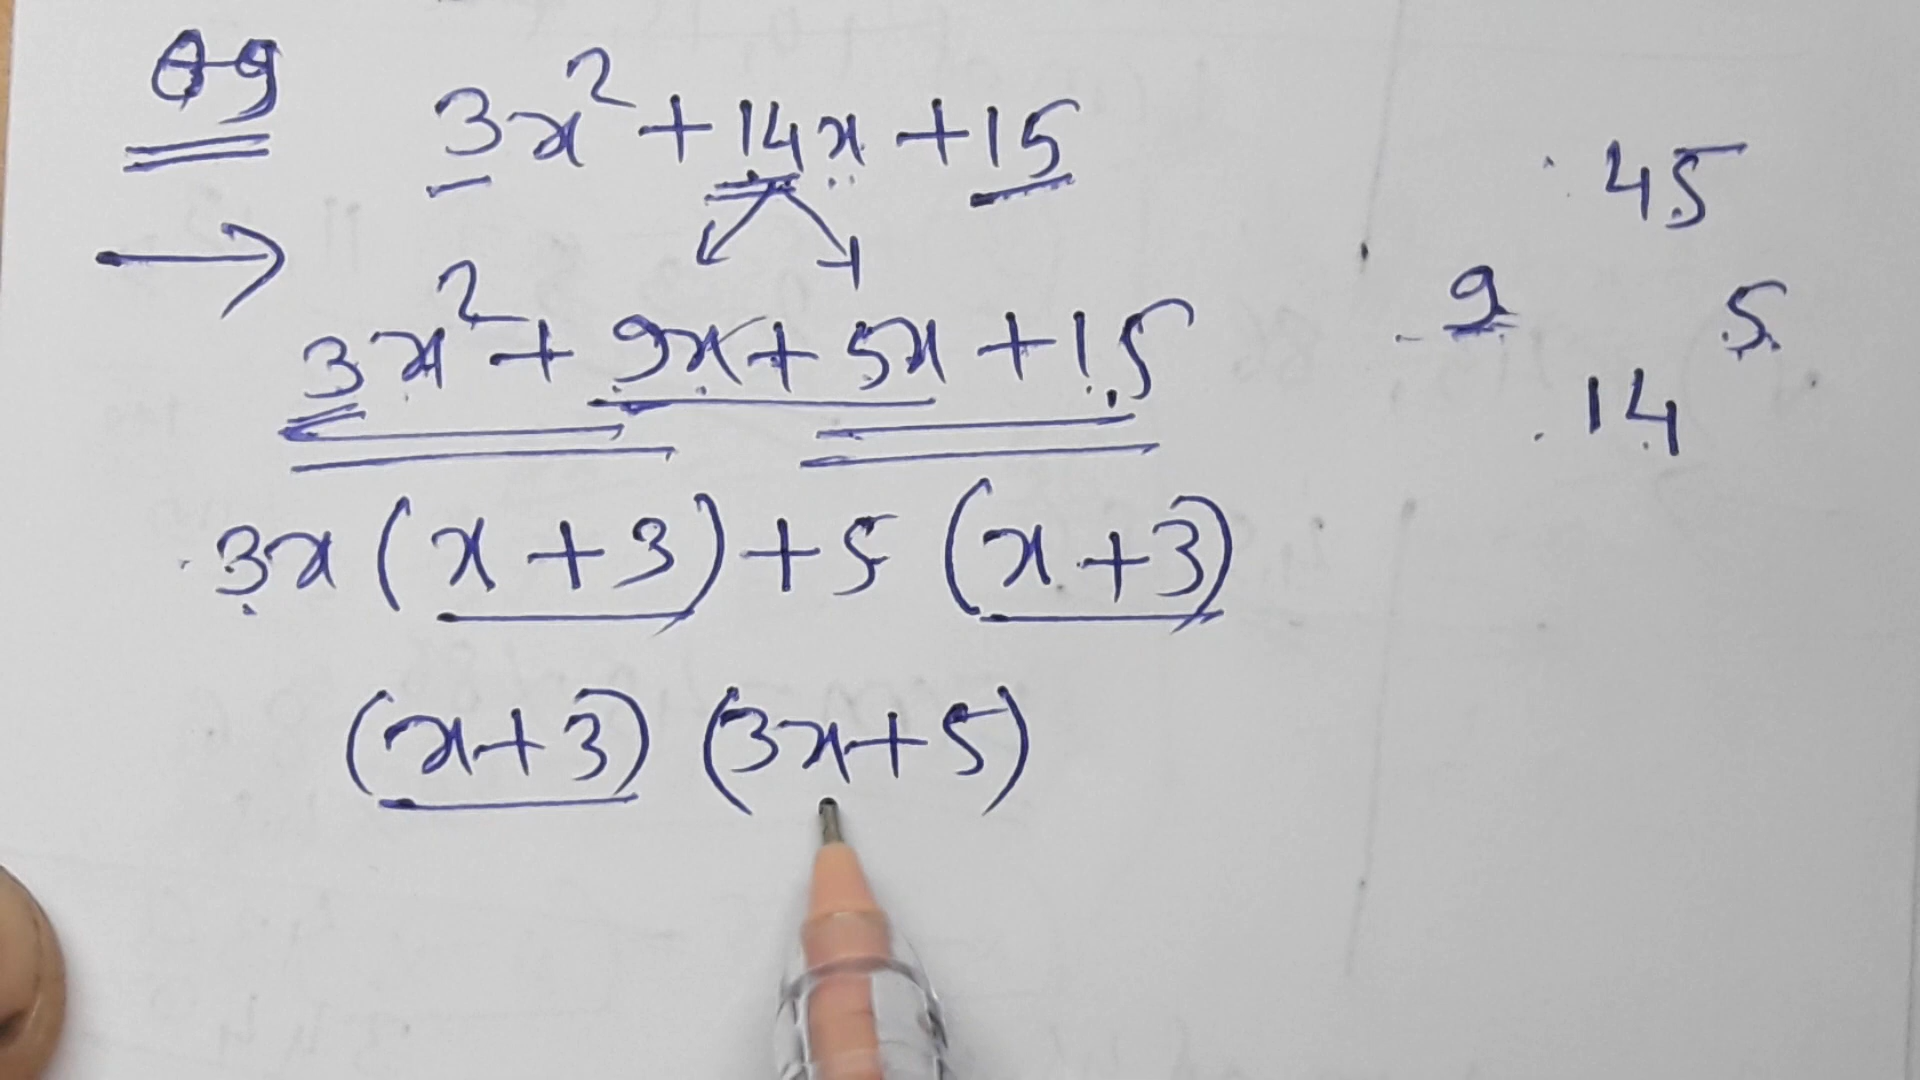 Q9
3x² + 14x + 15
3x² + 9x + 5x + 15
3x (x + 3) + 5 (x + 3)
(x + 3) (3x + 5)
45
9 5
14